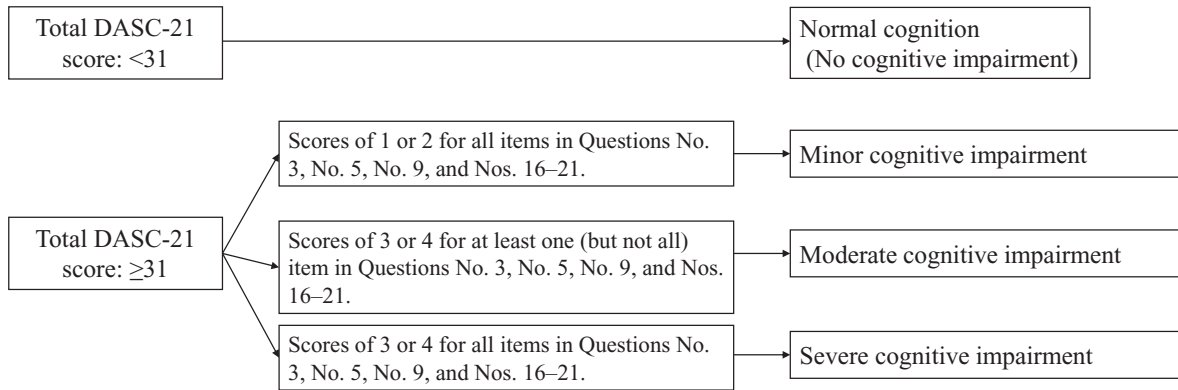 Total DASC-21
score: <31
Normal cognition
(No cognitive impairment)
Scores of 1 or 2 for all items in Questions No.
3, No. 5, No. 9, and Nos. 16–21.
Minor cognitive impairment
Total DASC-21
score: ≥31
Scores of 3 or 4 for at least one (but not all)
item in Questions No. 3, No. 5, No. 9, and Nos.
16–21.
Moderate cognitive impairment
Scores of 3 or 4 for all items in Questions No.
3, No. 5, No. 9, and Nos. 16–21.
Severe cognitive impairment